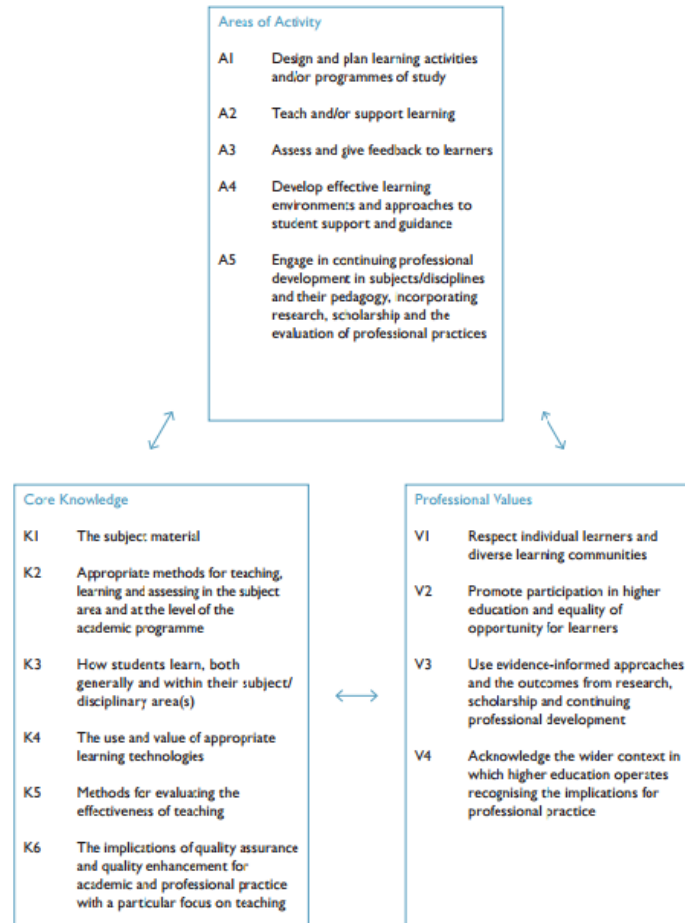 Areas of Activity
A1 Design and plan learning activities
and/or programmes of study
A2 Teach and/or support learning
A3 Assess and give feedback to learners
A4 Develop effective learning
environments and approaches to
student support and guidance
A5 Engage in continuing professional
development in subjects/disciplines
and their pedagogy, incorporating
research, scholarship and the
evaluation of professional practices
Core Knowledge
K1 The subject material
K2 Appropriate methods for teaching,
learning and assessing in the subject
area and at the level of the
academic programme
K3 How students learn, both
generally and within their subject/
disciplinary area(s)
K4 The use and value of appropriate
learning technologies
K5 Methods for evaluating the
effectiveness of teaching
K6 The implications of quality assurance
and quality enhancement for
academic and professional practice
with a particular focus on teaching
Professional Values
V1 Respect individual learners and
diverse learning communities
V2 Promote participation in higher
education and equality of
opportunity for learners
V3 Use evidence-informed approaches
and the outcomes from research,
scholarship and continuing
professional development
V4 Acknowledge the wider context in
which higher education operates
recognising the implications for
professional practice